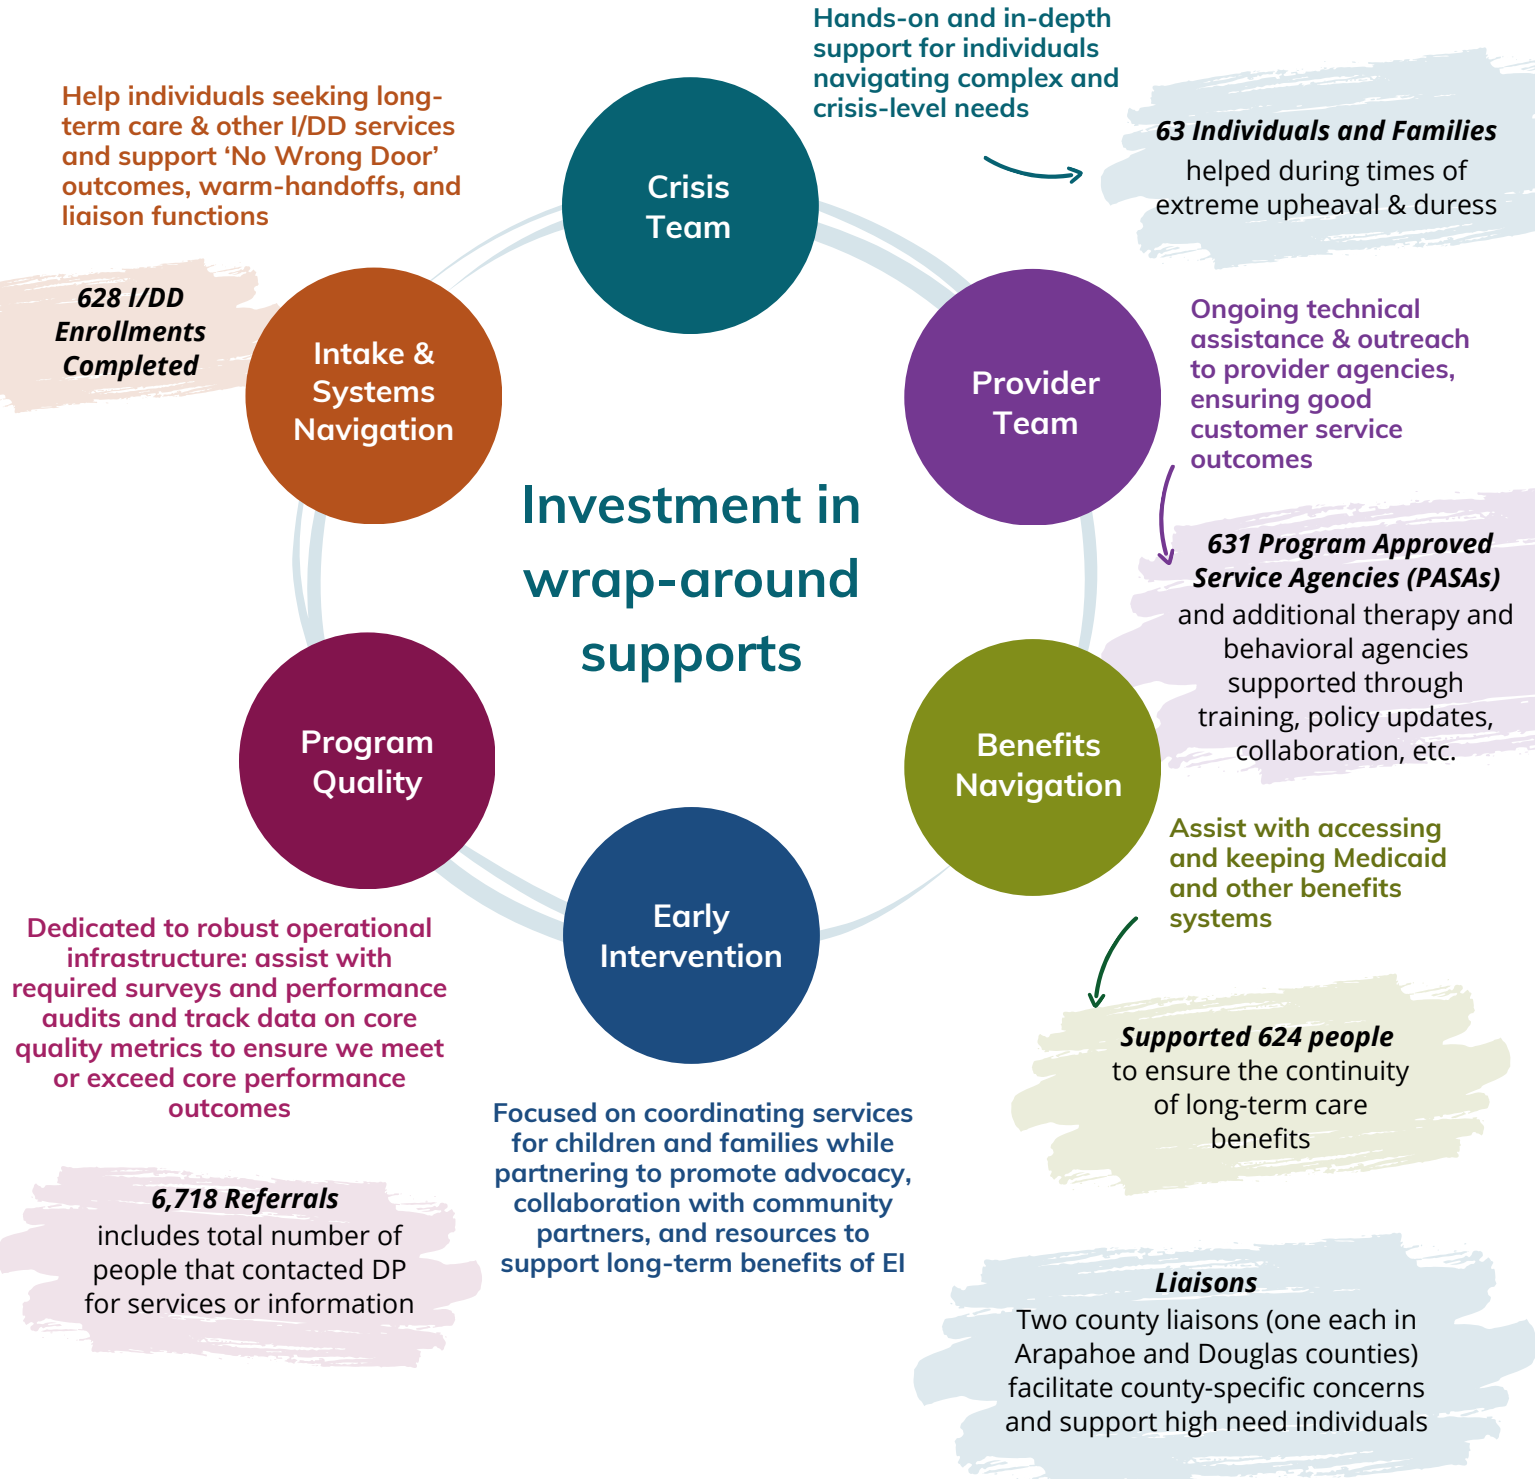 Hands-on and in-depth
support for individuals
navigating complex and
crisis-level needs
63 Individuals and Families
helped during times of
extreme upheaval & duress
Help individuals seeking long-
term care & other I/DD services
and support ‘No Wrong Door’
outcomes, warm-handoffs, and
liaison functions
628 I/DD
Enrollments
Completed
Crisis
Team
Intake &
Systems
Navigation
Provider
Team
Ongoing technical
assistance & outreach
to provider agencies,
ensuring good
customer service
outcomes
631 Program Approved
Service Agencies (PASAs)
and additional therapy and
behavioral agencies
supported through
training, policy updates,
collaboration, etc.
Investment in
wrap-around
supports
Program
Quality
Benefits
Navigation
Early
Intervention
Assist with accessing
and keeping Medicaid
and other benefits
systems
Supported 624 people
to ensure the continuity
of long-term care
benefits
Dedicated to robust operational
infrastructure: assist with
required surveys and performance
audits and track data on core
quality metrics to ensure we meet
or exceed core performance
outcomes
6,718 Referrals
includes total number of
people that contacted DP
for services or information
Focused on coordinating services
for children and families while
partnering to promote advocacy,
collaboration with community
partners, and resources to
support long-term benefits of EI
Liaisons
Two county liaisons (one each in
Arapahoe and Douglas counties)
facilitate county-specific concerns
and support high need individuals